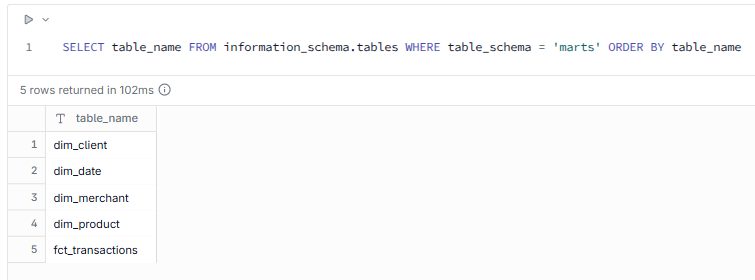 1 SELECT table_name FROM information_schema.tables WHERE table_schema = 'marts' ORDER BY table_name
5 rows returned in 102ms
T table_name
1 dim_client
2 dim_date
3 dim_merchant
4 dim_product
5 fct_transactions